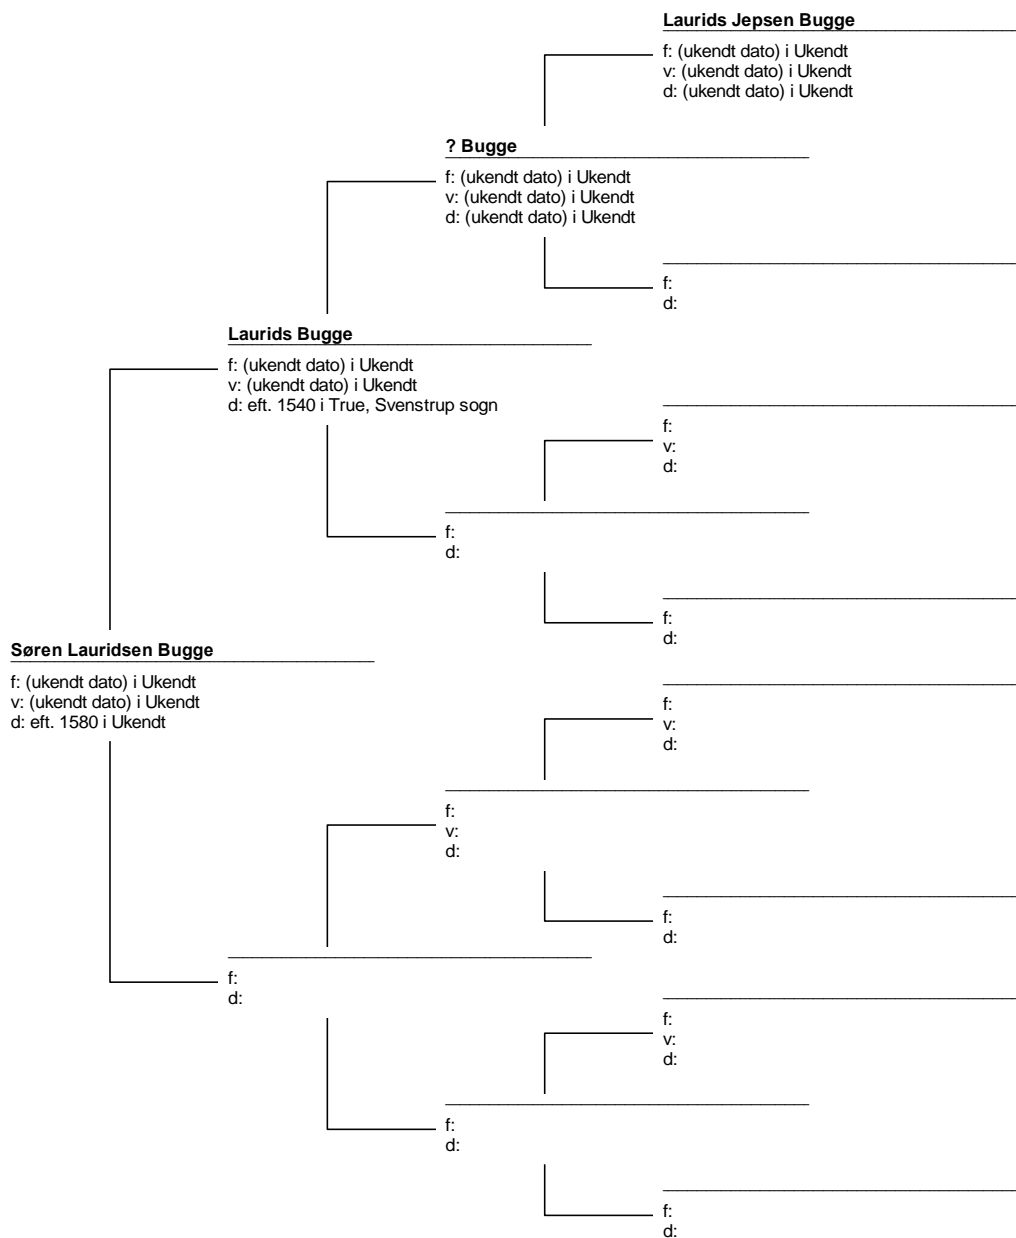 Laurids Jepsen Bugge
f: (ukendt dato) i Ukendt
v: (ukendt dato) i Ukendt
d: (ukendt dato) i Ukendt
? Bugge
f: (ukendt dato) i Ukendt
v: (ukendt dato) i Ukendt
d: (ukendt dato) i Ukendt
f:
d:
Laurids Bugge
f: (ukendt dato) i Ukendt
v: (ukendt dato) i Ukendt
d: eft. 1540 i True, Svenstrup sogn
f:
v:
d:
f:
d:
f:
d:
Søren Lauridsen Bugge
f: (ukendt dato) i Ukendt
v: (ukendt dato) i Ukendt
d: eft. 1580 i Ukendt
f:
v:
d:
f:
v:
d:
f:
d:
f:
d:
f:
v:
d:
f:
d:
f:
d: